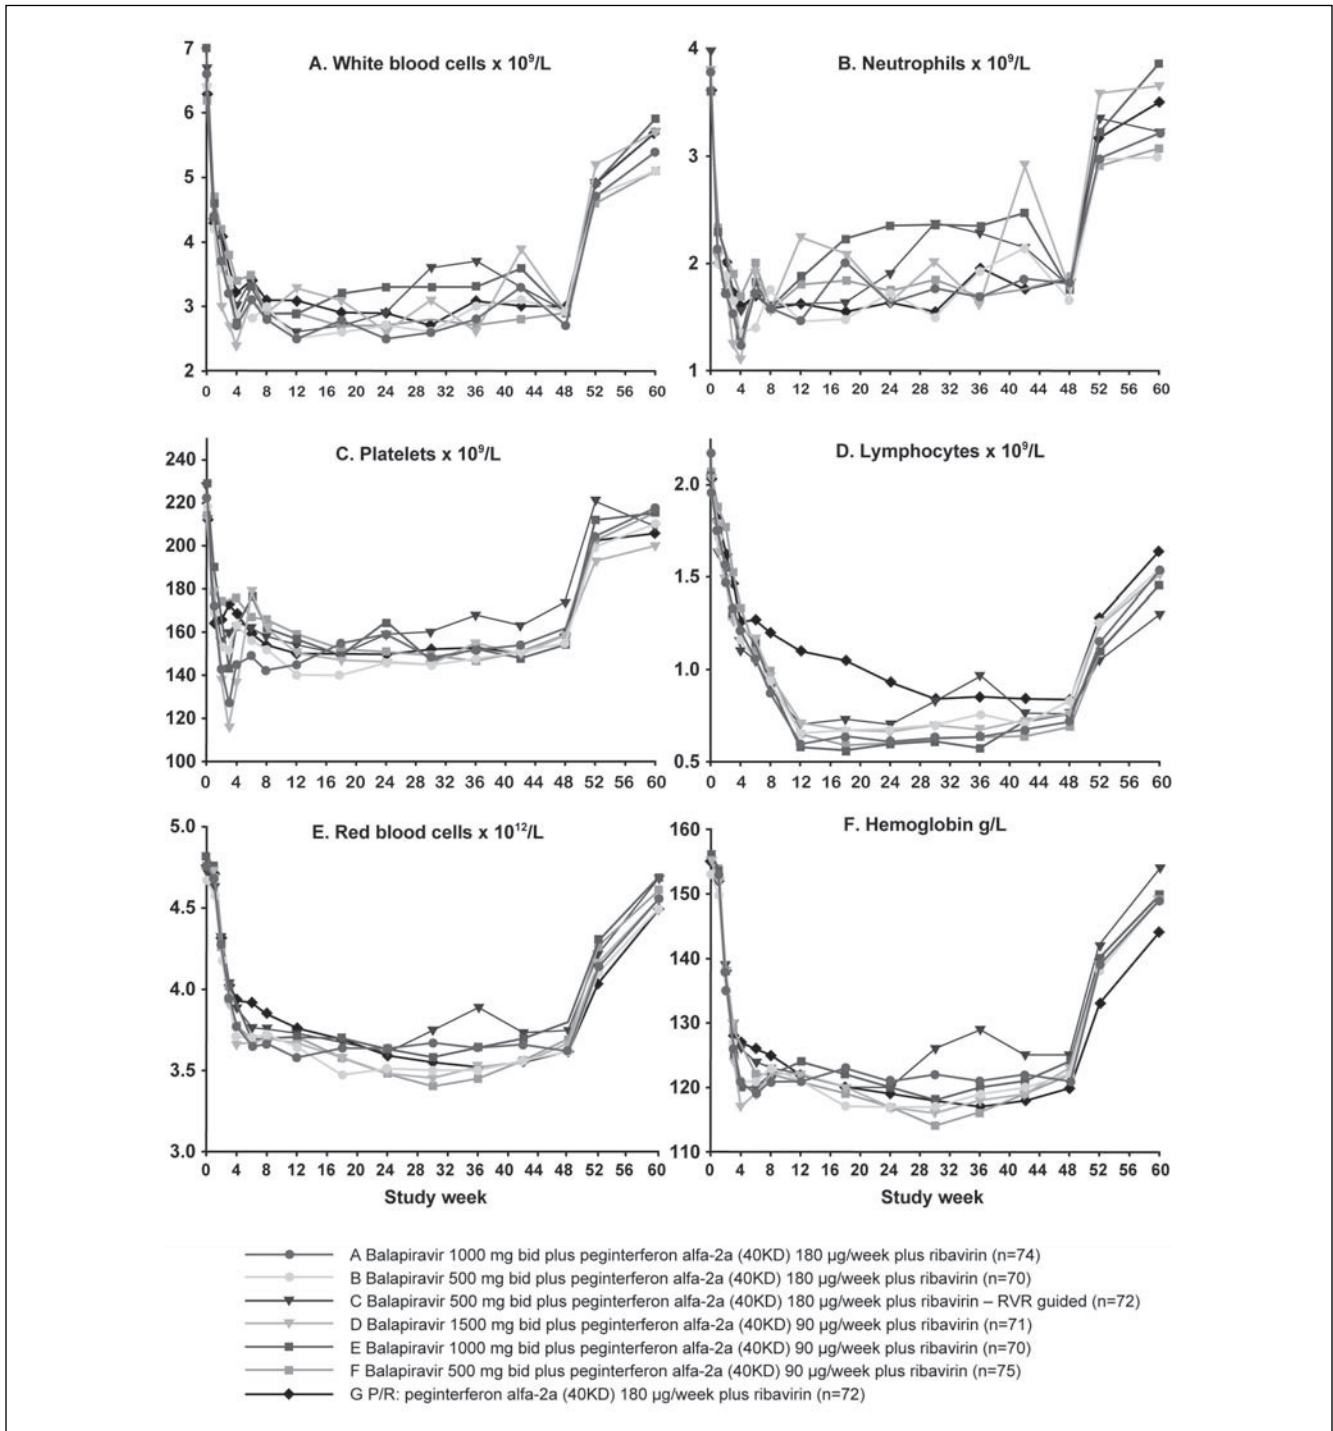 A. White blood cells x 10⁹/L
7
6
5
4
3
2
0 4 8 12 16 20 24 28 32 36 40 44 48 52 56 60
B. Neutrophils x 10⁹/L
4
3
2
1
0 4 8 12 16 20 24 28 32 36 40 44 48 52 56 60
C. Platelets x 10⁹/L
240
220
200
180
160
140
120
100
0 4 8 12 16 20 24 28 32 36 40 44 48 52 56 60
D. Lymphocytes x 10⁹/L
2.0
1.5
1.0
0.5
0 4 8 12 16 20 24 28 32 36 40 44 48 52 56 60
E. Red blood cells x 10¹²/L
5.0
4.5
4.0
3.5
3.0
0 4 8 12 16 20 24 28 32 36 40 44 48 52 56 60
Study week
F. Hemoglobin g/L
160
150
140
130
120
110
0 4 8 12 16 20 24 28 32 36 40 44 48 52 56 60
Study week
A Balapiravir 1000 mg bid plus peginterferon alfa-2a (40KD) 180 µg/week plus ribavirin (n=74)
B Balapiravir 500 mg bid plus peginterferon alfa-2a (40KD) 180 µg/week plus ribavirin (n=70)
C Balapiravir 500 mg bid plus peginterferon alfa-2a (40KD) 180 µg/week plus ribavirin – RVR guided (n=72)
D Balapiravir 1500 mg bid plus peginterferon alfa-2a (40KD) 90 µg/week plus ribavirin (n=71)
E Balapiravir 1000 mg bid plus peginterferon alfa-2a (40KD) 90 µg/week plus ribavirin (n=70)
F Balapiravir 500 mg bid plus peginterferon alfa-2a (40KD) 90 µg/week plus ribavirin (n=75)
G P/R: peginterferon alfa-2a (40KD) 180 µg/week plus ribavirin (n=72)